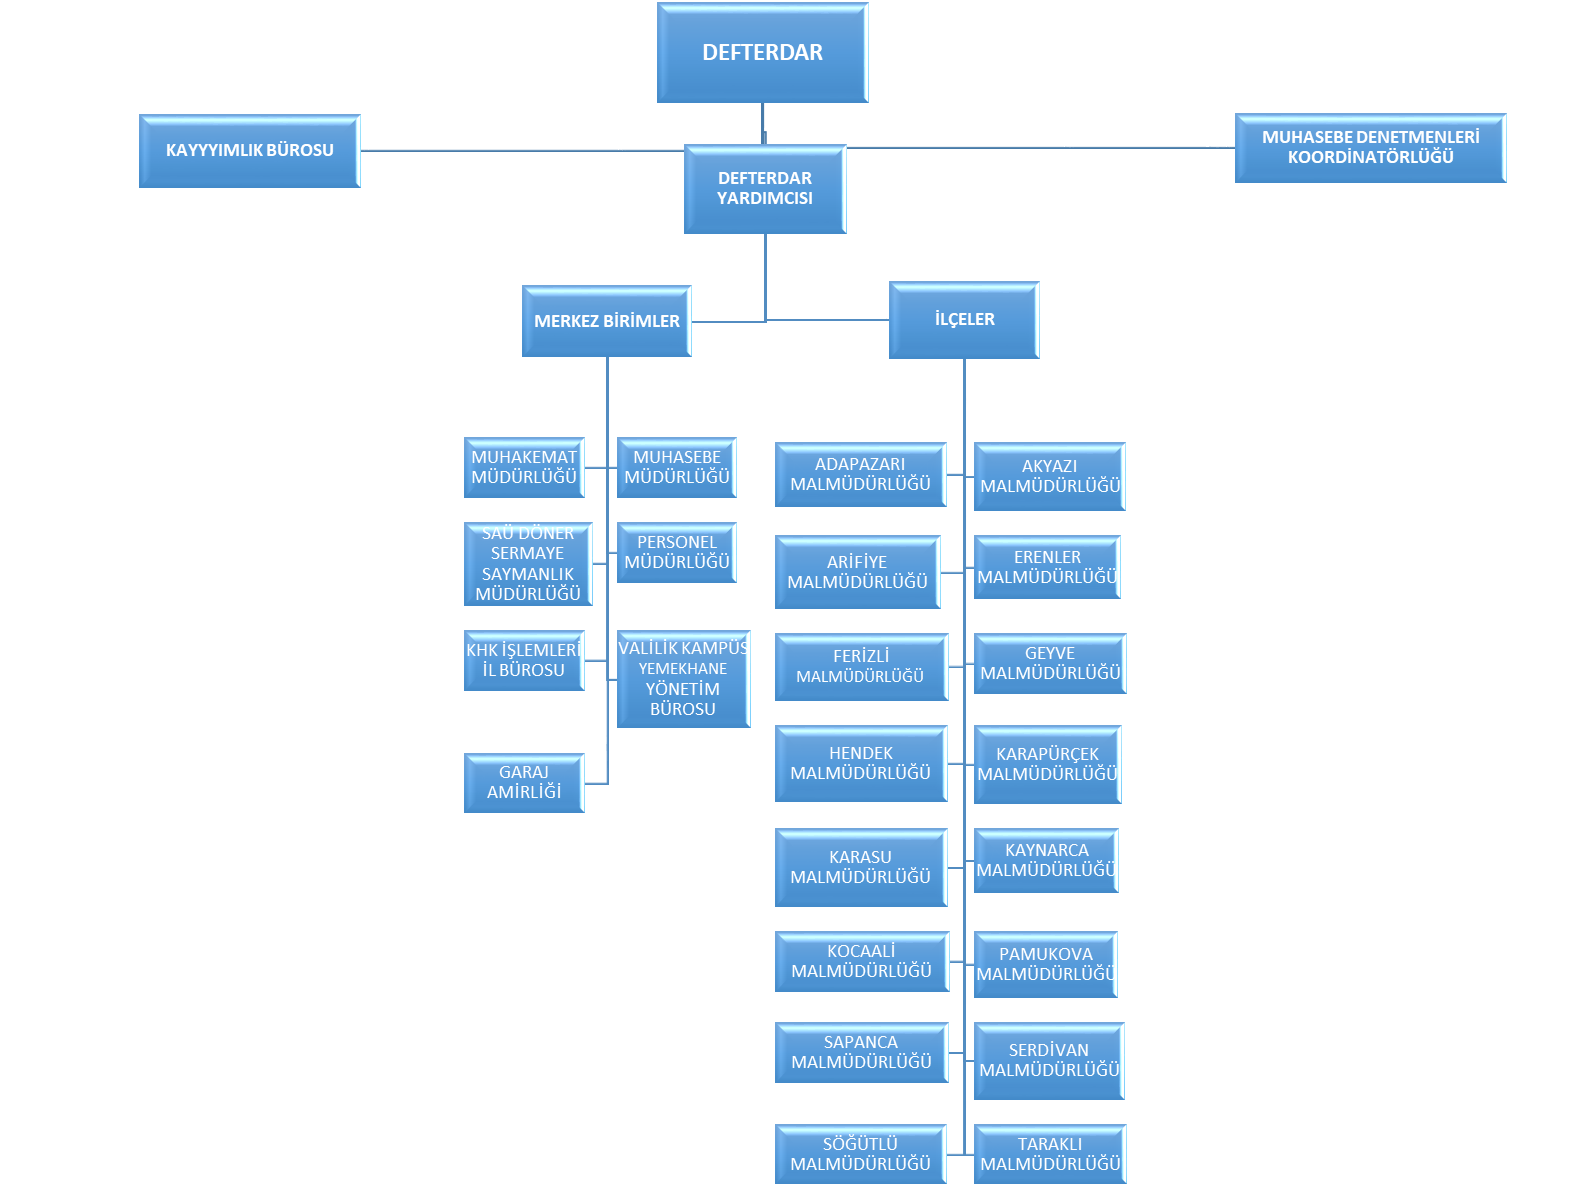 DEFTERDAR
KAYYYIMLIK BÜROSU
MUHASEBE DENETMENLERİ
KOORDİNATÖRLÜĞÜ
DEFTERDAR
YARDIMCISI
MERKEZ BİRİMLER
İLÇELER
MUHAKEMAT
MÜDÜRLÜĞÜ
MUHASEBE
MÜDÜRLÜĞÜ
SAÜ DÖNER
SERMAYE
SAYMANLIK
MÜDÜRLÜĞÜ
PERSONEL
MÜDÜRLÜĞÜ
KHK İŞLEMLERİ
İL BÜROSU
VALİLİK KAMPÜS
YEMEKHANE
YÖNETİM
BÜROSU
GARAJ
AMİRLİĞİ
ADAPAZARI
MALMÜDÜRLÜĞÜ
AKYAZI
MALMÜDÜRLÜĞÜ
ARİFİYE
MALMÜDÜRLÜĞÜ
ERENLER
MALMÜDÜRLÜĞÜ
FERİZLİ
MALMÜDÜRLÜĞÜ
GEYVE
MALMÜDÜRLÜĞÜ
HENDEK
MALMÜDÜRLÜĞÜ
KARAPÜRÇEK
MALMÜDÜRLÜĞÜ
KARASU
MALMÜDÜRLÜĞÜ
KAYNARCA
MALMÜDÜRLÜĞÜ
KOCAALİ
MALMÜDÜRLÜĞÜ
PAMUKOVA
MALMÜDÜRLÜĞÜ
SAPANCA
MALMÜDÜRLÜĞÜ
SERDİVAN
MALMÜDÜRLÜĞÜ
SÖĞÜTLÜ
MALMÜDÜRLÜĞÜ
TARAKLI
MALMÜDÜRLÜĞÜ